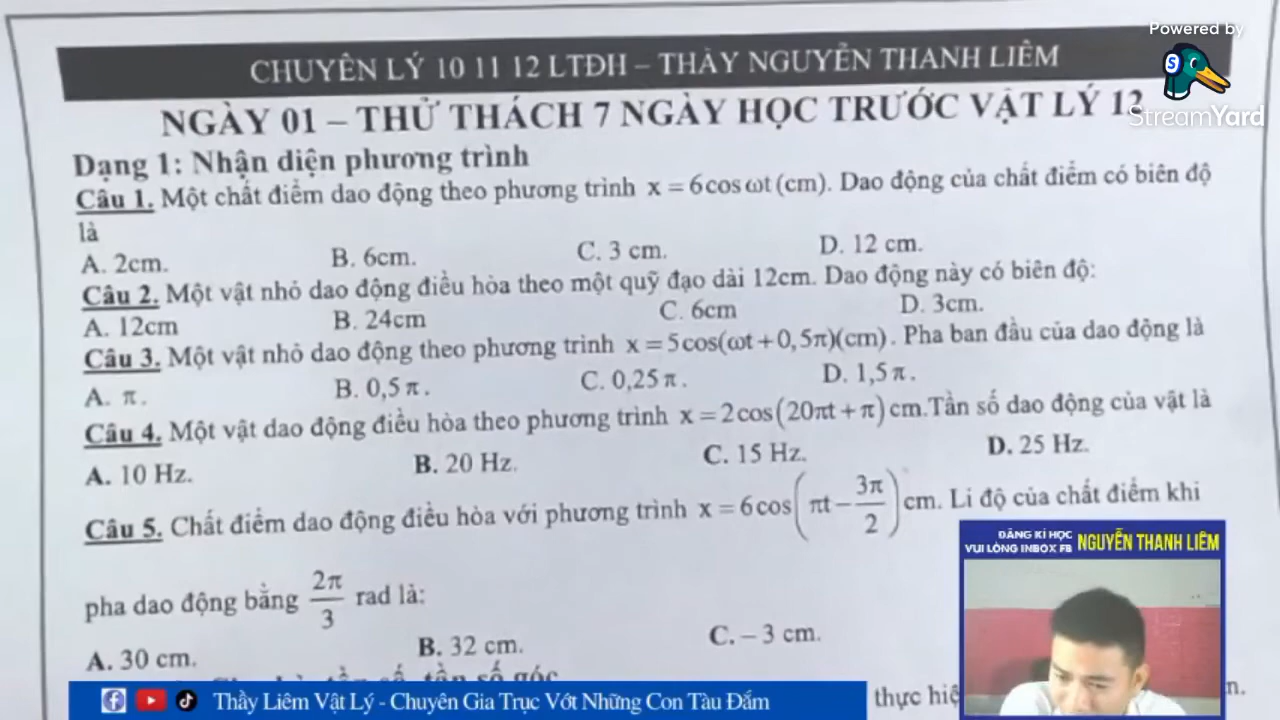 Powered by
StreamYard
CHUYÊN LÝ 10 11 12 LTĐH – THẦY NGUYỄN THANH LIÊM
NGÀY 01 – THỬ THÁCH 7 NGÀY HỌC TRƯỚC VẬT LÝ 12
Dạng 1: Nhận diện phương trình
Câu 1. Một chất điểm dao động theo phương trình x = 6cosωt (cm). Dao động của chất điểm có biên độ
là
A. 2cm. B. 6cm. C. 3 cm. D. 12 cm.
Câu 2. Một vật nhỏ dao động điều hòa theo một quỹ đạo dài 12cm. Dao động này có biên độ:
A. 12cm B. 24cm C. 6cm D. 3cm.
Câu 3. Một vật nhỏ dao động theo phương trình x = 5cos(ωt + 0,5π)(cm). Pha ban đầu của dao động là
A. π. B. 0,5π. C. 0,25π. D. 1,5π.
Câu 4. Một vật dao động điều hòa theo phương trình x = 2cos(20πt + π)cm.Tần số dao động của vật là
A. 10 Hz. B. 20 Hz. C. 15 Hz. D. 25 Hz.
Câu 5. Chất điểm dao động điều hòa với phương trình x = 6cos(πt − 3π/2)cm. Li độ của chất điểm khi
pha dao động bằng 2π/3 rad là:
A. 30 cm. B. 32 cm. C. – 3 cm.
tần số góc
thực hiệ
n.
ĐĂNG KÍ HỌC
VUI LÒNG INBOX FB NGUYỄN THANH LIÊM
Thầy Liêm Vật Lý - Chuyên Gia Trục Vớt Những Con Tàu Đắm